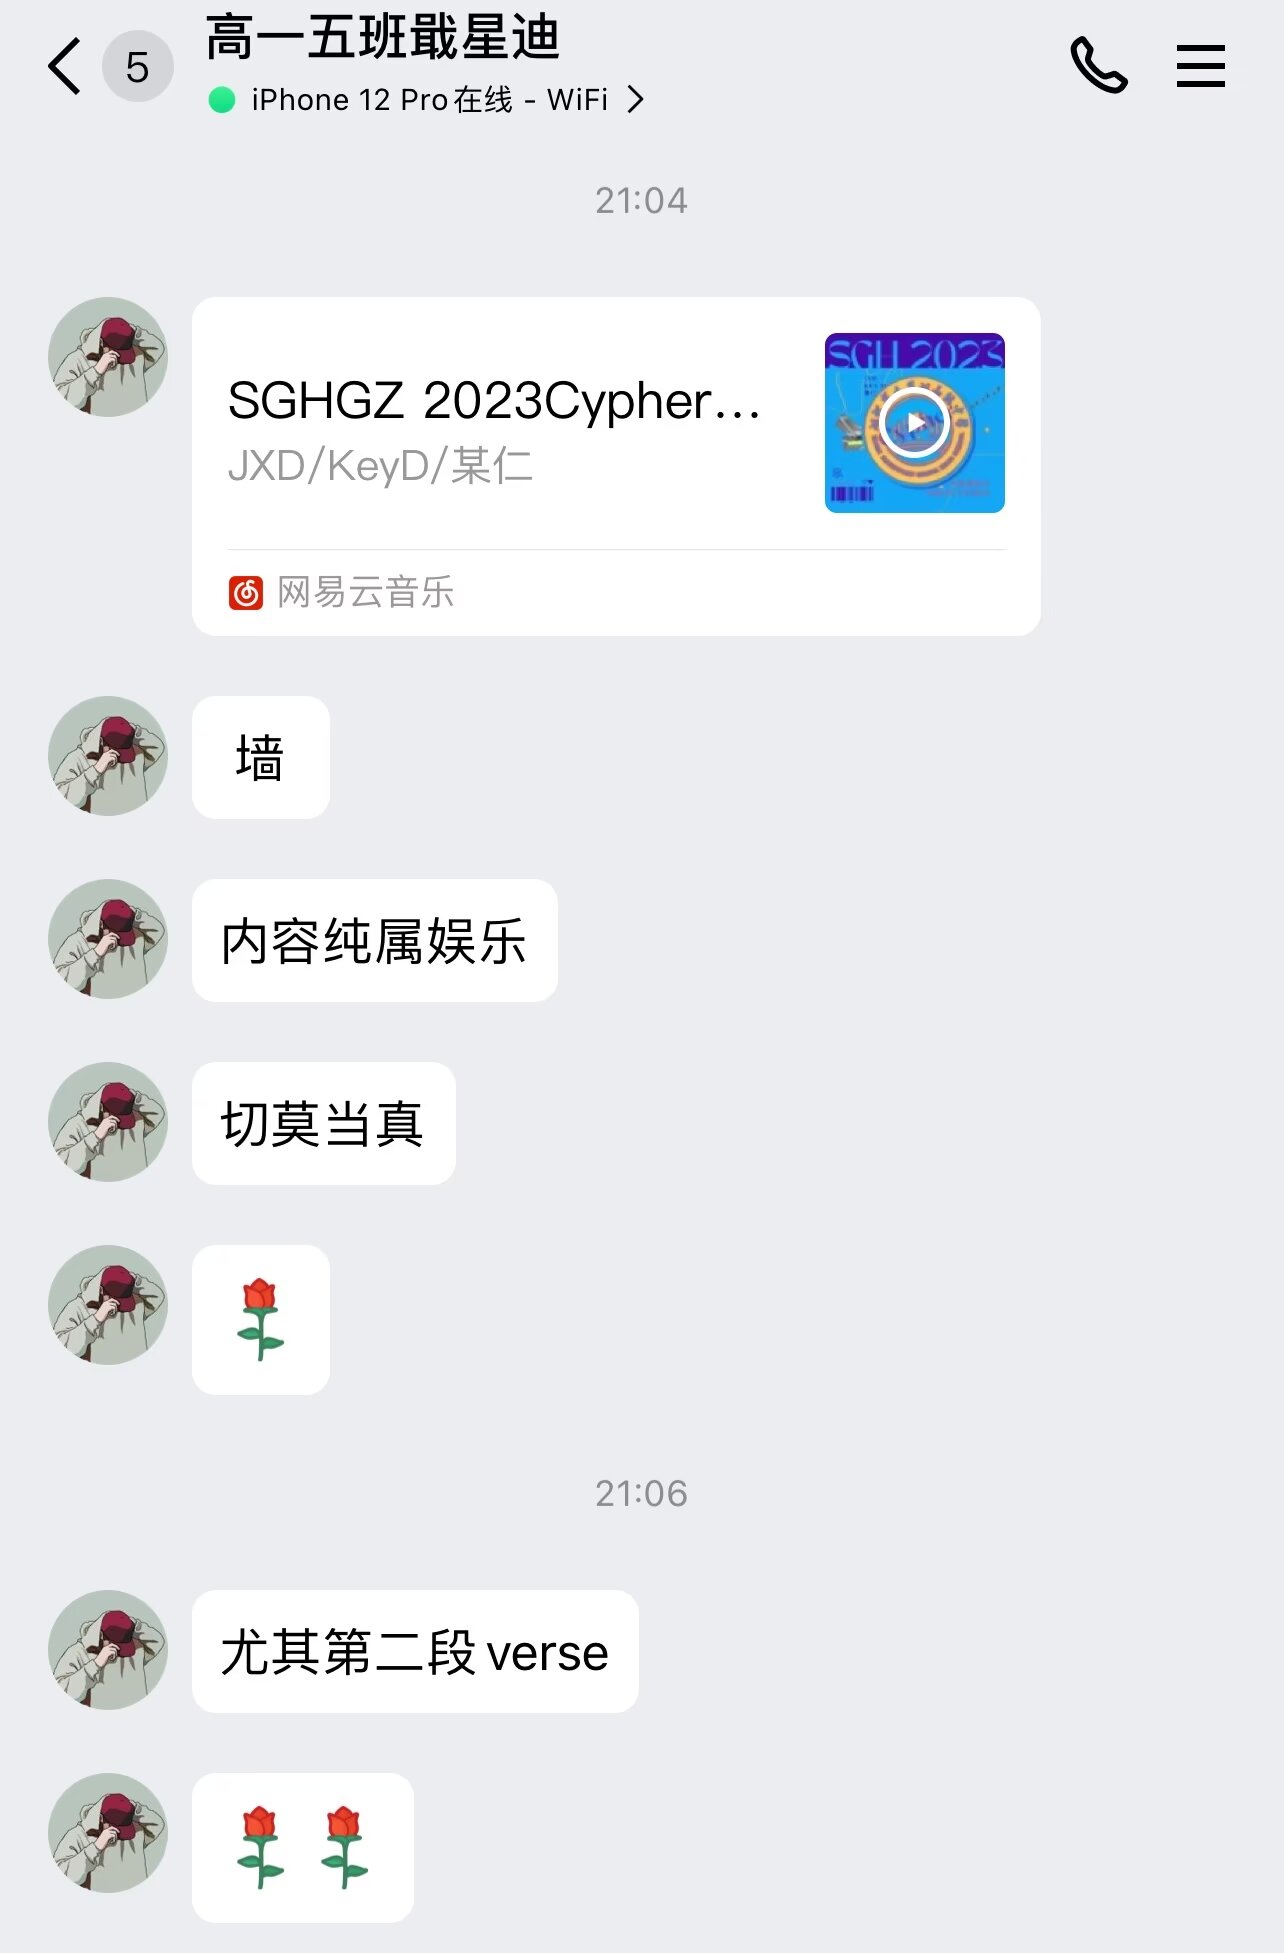 5
高一五班戢星迪
iPhone 12 Pro在线 - WiFi
21:04
SGHGZ 2023Cypher...
JXD/KeyD/某仁
SGH 2023
网易云音乐
墙
内容纯属娱乐
切莫当真
21:06
尤其第二段verse